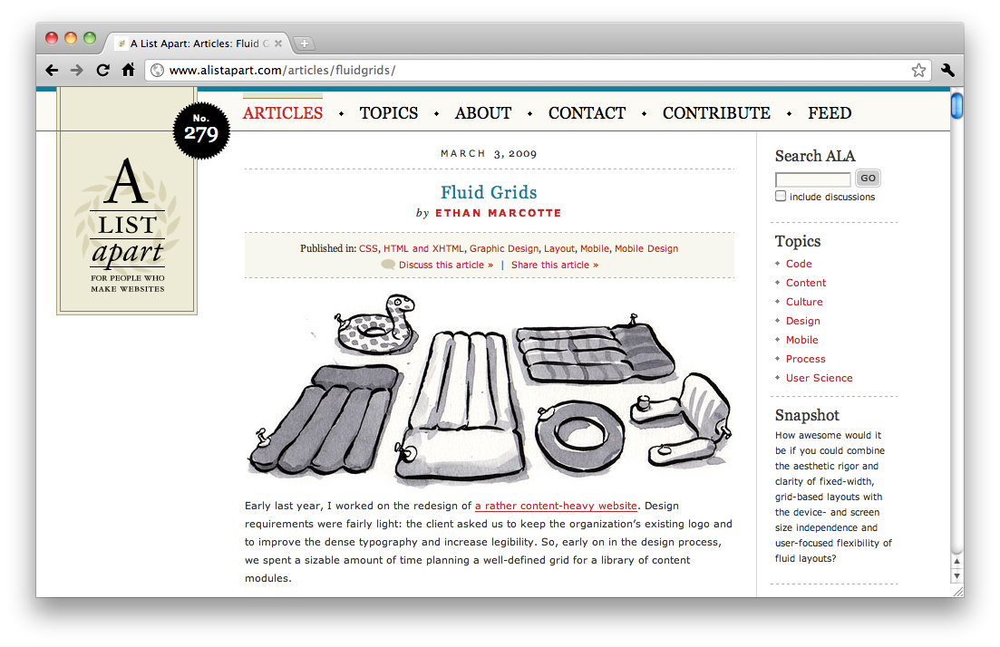 A List Apart: Articles: Fluid G
www.alistapart.com/articles/fluidgrids/
No.
279
A
LIST
apart
FOR PEOPLE WHO
MAKE WEBSITES
ARTICLES • TOPICS • ABOUT • CONTACT • CONTRIBUTE • FEED
MARCH 3, 2009
Fluid Grids
by ETHAN MARCOTTE
Published in: CSS, HTML and XHTML, Graphic Design, Layout, Mobile, Mobile Design
Discuss this article » | Share this article »
Early last year, I worked on the redesign of a rather content-heavy website. Design
requirements were fairly light: the client asked us to keep the organization’s existing logo and
to improve the dense typography and increase legibility. So, early on in the design process,
we spent a sizable amount of time planning a well-defined grid for a library of content
modules.
Search ALA
GO
include discussions
Topics
Code
Content
Culture
Design
Mobile
Process
User Science
Snapshot
How awesome would it
be if you could combine
the aesthetic rigor and
clarity of fixed-width,
grid-based layouts with
the device- and screen
size independence and
user-focused flexibility of
fluid layouts?